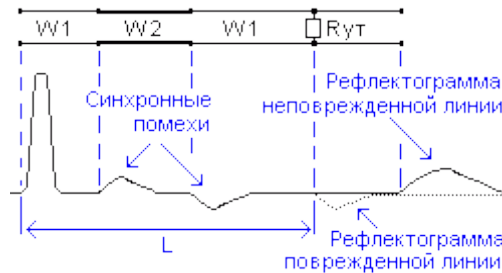 W1 W2 W1 Rут
Синхронные
помехи
Рефлектограмма
неповрежденной линии
L
Рефлектограмма
поврежденной линии